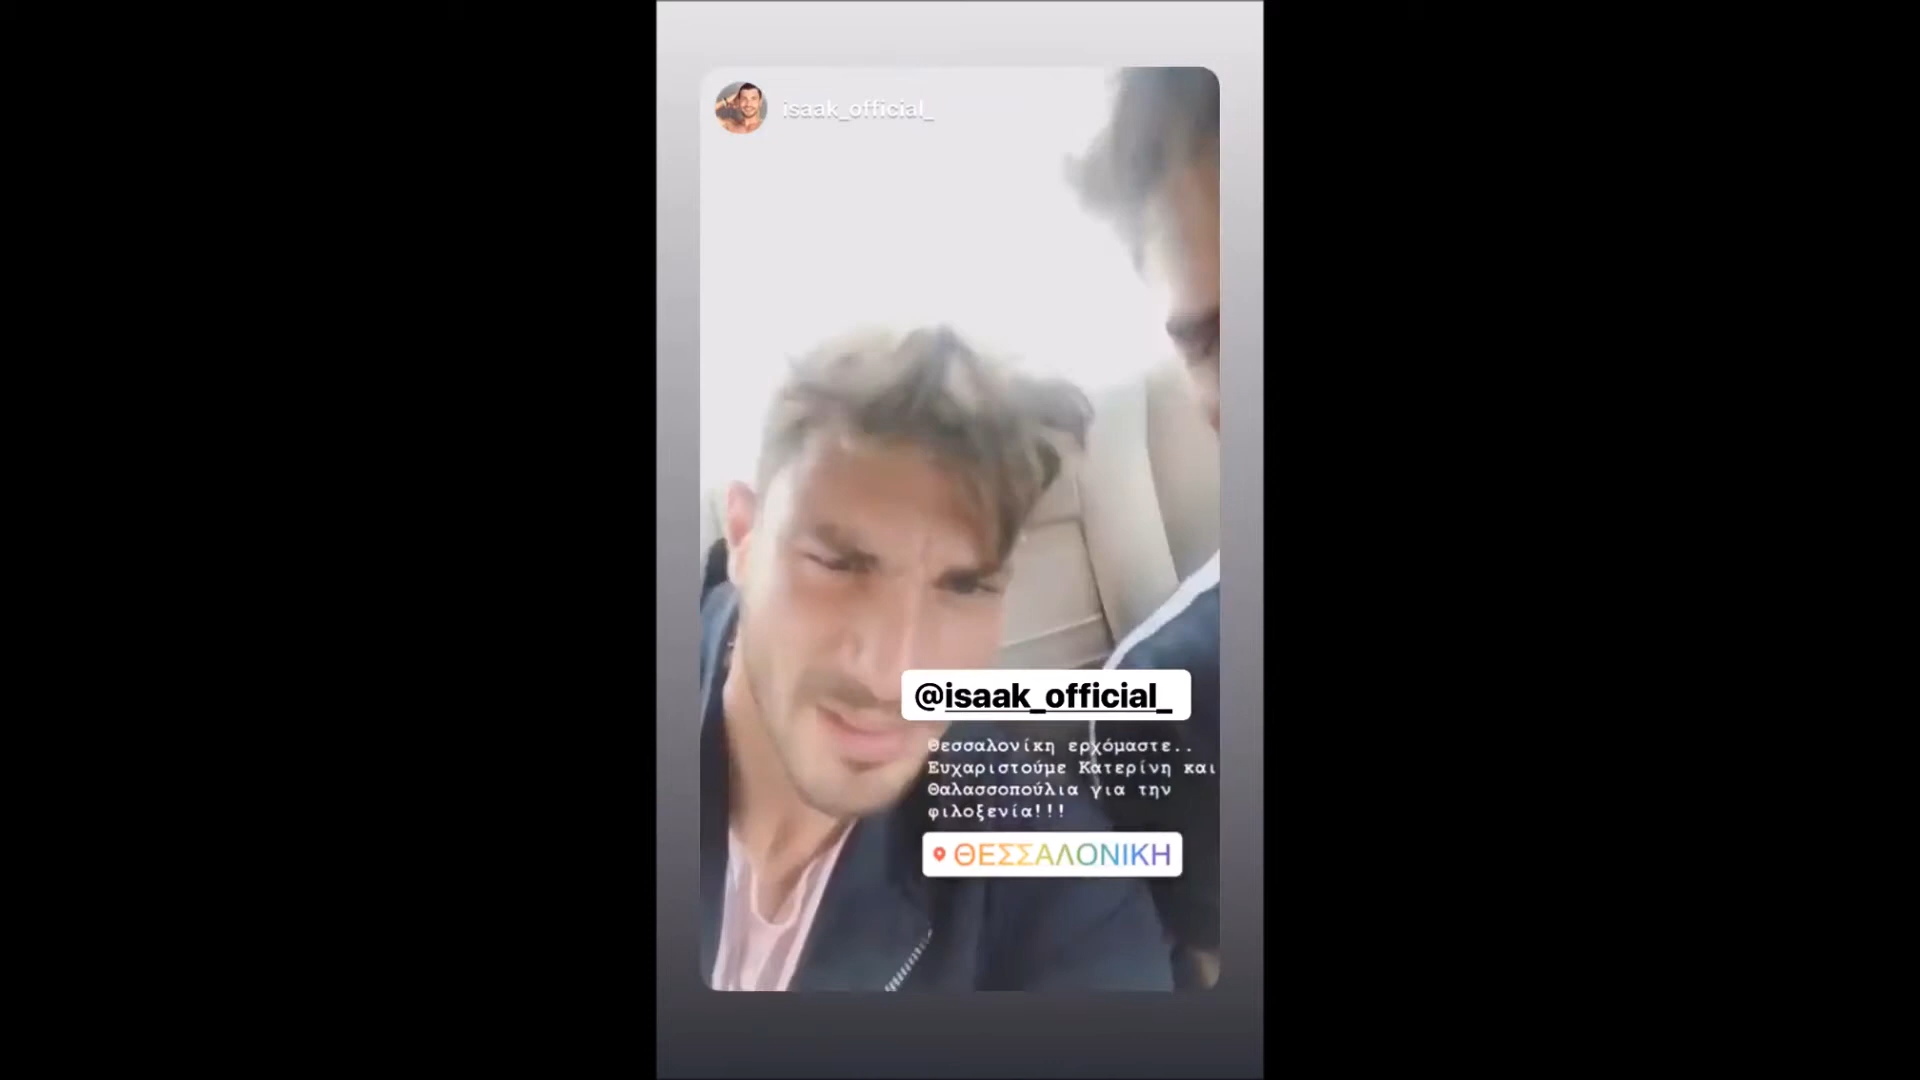 isaak_official_
@isaak_official_
Θεσσαλονίκη ερχόμαστε..
Ευχαριστούμε Κατερίνη και
Θαλασσοπούλια για την
φιλοξενία!!!
ΘΕΣΣΑΛΟΝΙΚΗ